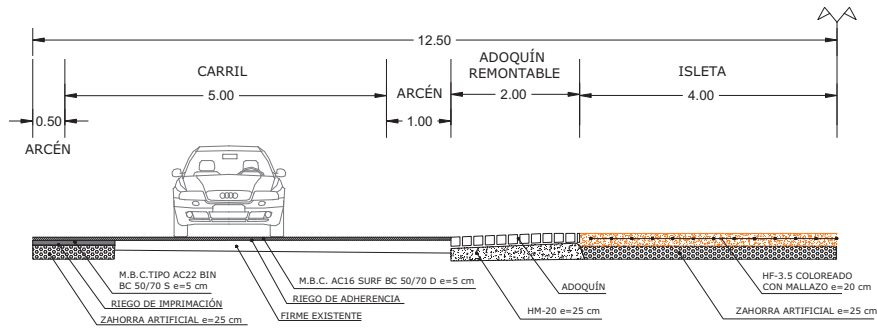 12.50
CARRIL
ADOQUÍN
REMONTABLE
ISLETA
5.00
ARCÉN
2.00
4.00
0.50
1.00
ARCÉN
M.B.C.TIPO AC22 BIN
BC 50/70 S e=5 cm
RIEGO DE IMPRIMACIÓN
ZAHORRA ARTIFICIAL e=25 cm
M.B.C. AC16 SURF BC 50/70 D e=5 cm
RIEGO DE ADHERENCIA
FIRME EXISTENTE
ADOQUÍN
HM-20 e=25 cm
HF-3.5 COLOREADO
CON MALLAZO e=20 cm
ZAHORRA ARTIFICIAL e=25 cm